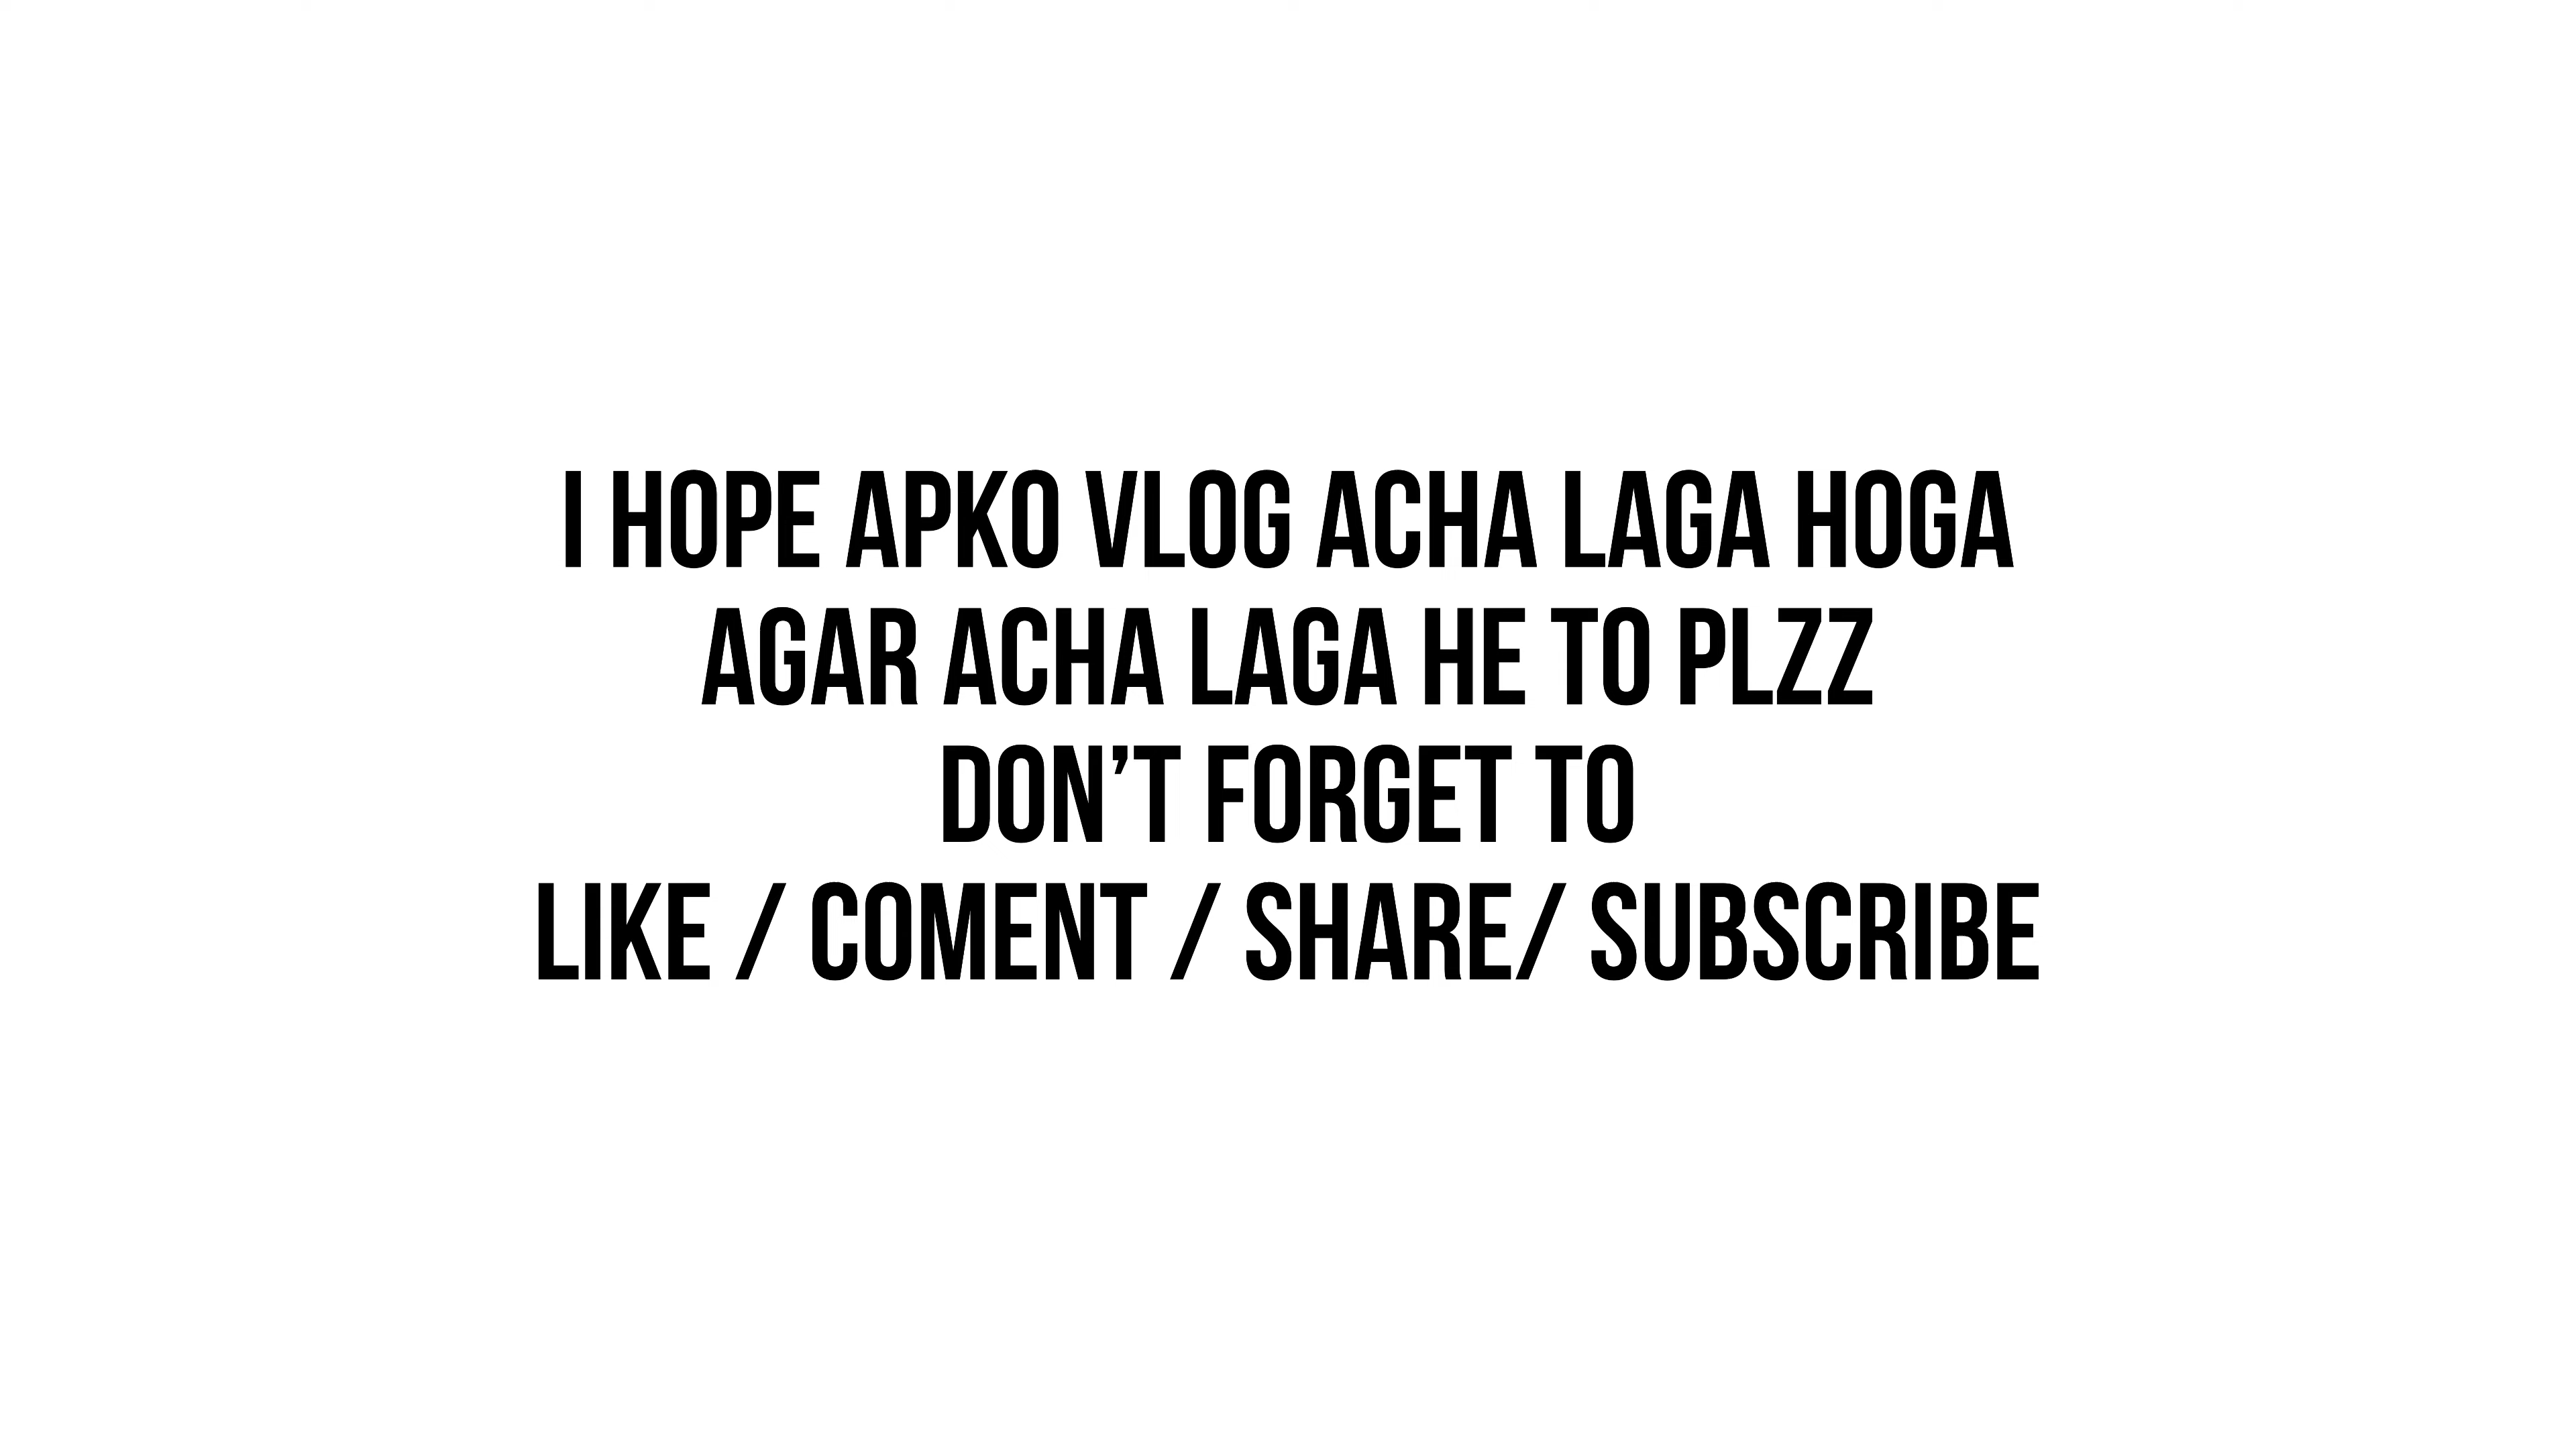 I HOPE APKO VLOG ACHA LAGA HOGA
AGAR ACHA LAGA HE TO PLZZ
DON’T FORGET TO
LIKE / COMENT / SHARE/ SUBSCRIBE